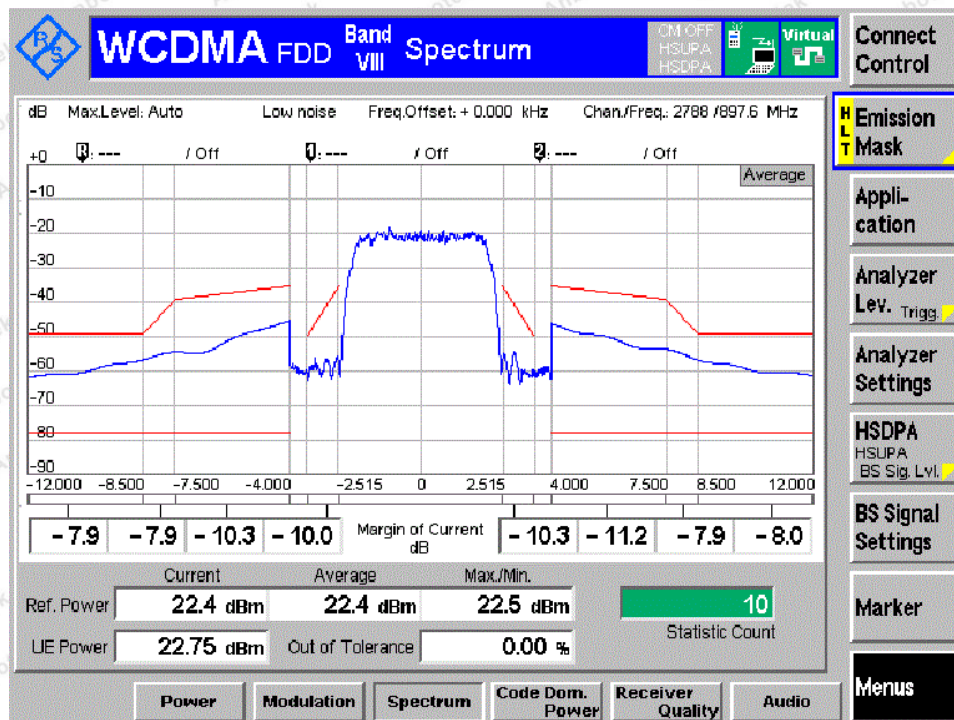 R&S WCDMA FDD Band VIII Spectrum
CM OFF
HSUPA
HSDPA
Virtual
Connect Control
dB Max.Level: Auto Low noise Freq.Offset: + 0.000 kHz Chan./Freq.: 2788 /897.6 MHz
HLT Emission Mask
R: --- / Off 1: --- / Off 2: --- / Off
Average
+0
-10
-20
-30
-40
-50
-60
-70
-80
-90
-12.000 -8.500 -7.500 -4.000 -2.515 0 2.515 4.000 7.500 8.500 12.000
-7.9 -7.9 -10.3 -10.0 Margin of Current dB -10.3 -11.2 -7.9 -8.0
Current Average Max./Min.
Ref. Power 22.4 dBm 22.4 dBm 22.5 dBm 10
Statistic Count
UE Power 22.75 dBm Out of Tolerance 0.00 %
Appli-
cation
Analyzer
Lev. Trigg.
Analyzer
Settings
HSDPA
HSUPA
BS Sig. Lvl.
BS Signal
Settings
Marker
Menus
Power Modulation Spectrum Code Dom. Power Receiver Quality Audio